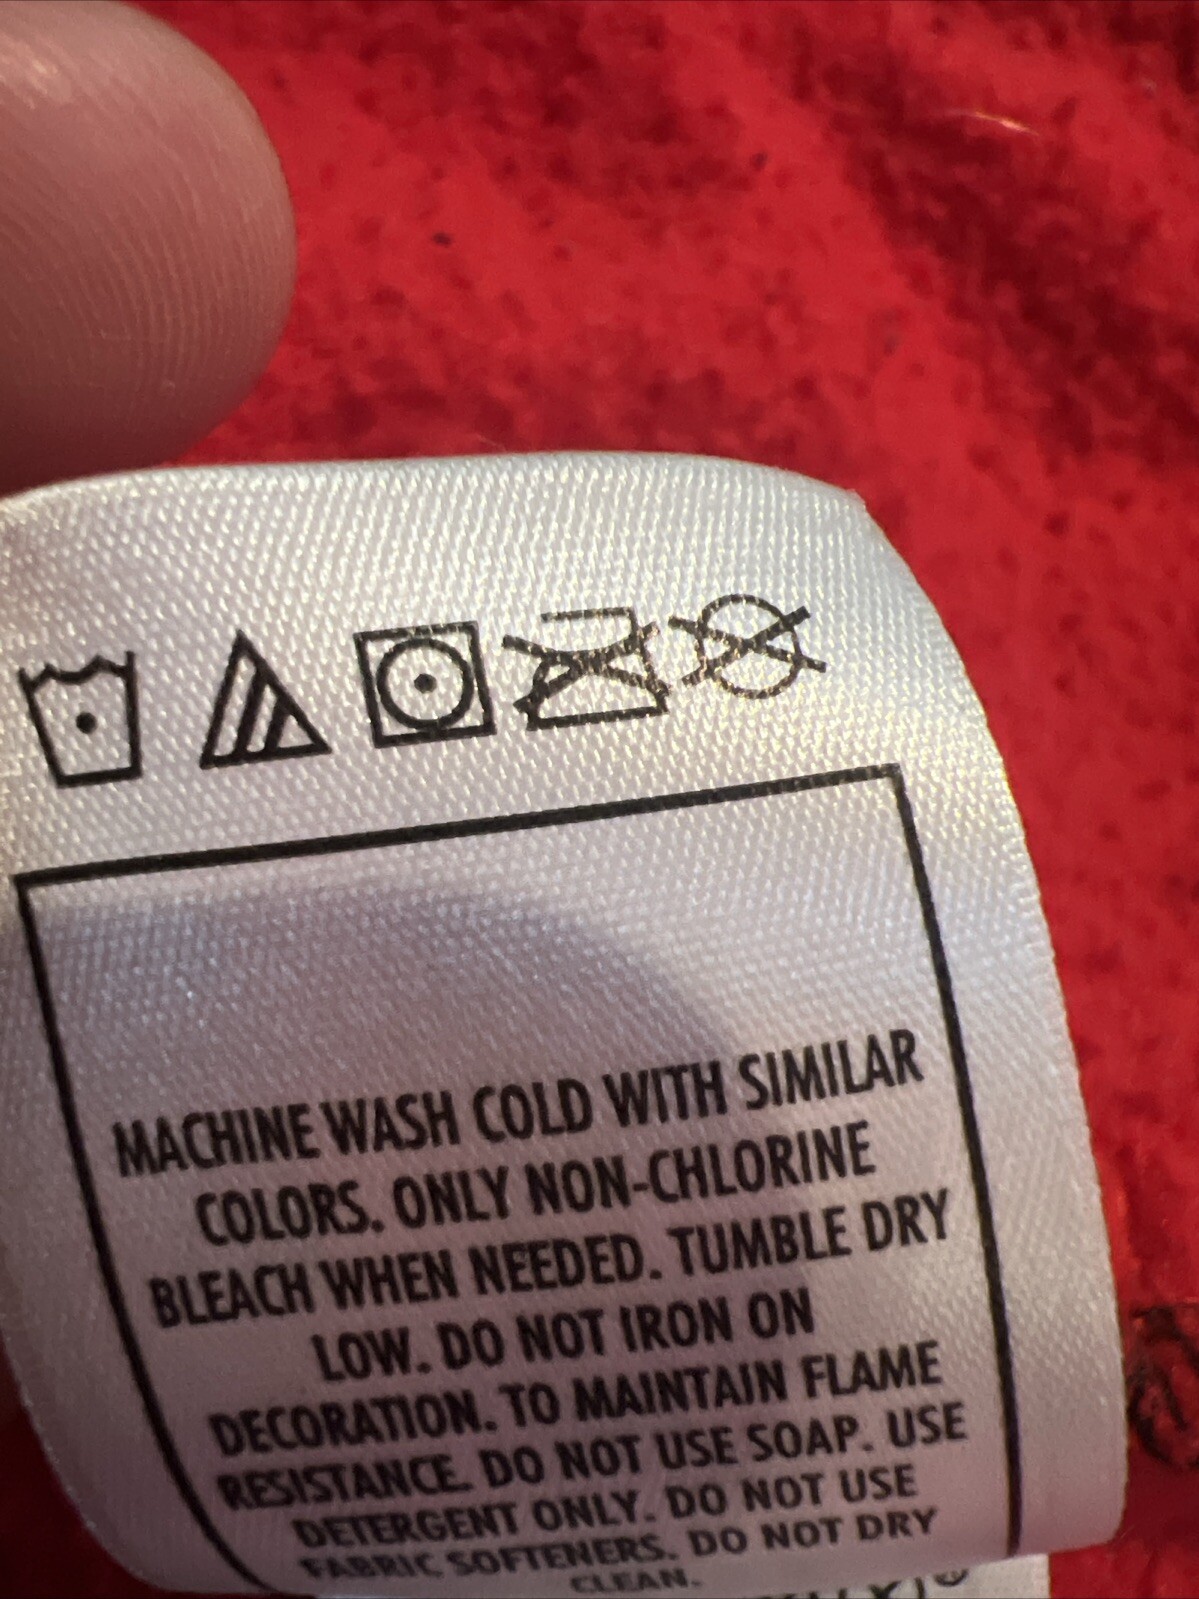 MACHINE WASH COLD WITH SIMILAR
COLORS. ONLY NON-CHLORINE
BLEACH WHEN NEEDED. TUMBLE DRY
LOW. DO NOT IRON ON
DECORATION. TO MAINTAIN FLAME
RESISTANCE. DO NOT USE SOAP. USE
DETERGENT ONLY. DO NOT USE
FABRIC SOFTENERS. DO NOT DRY
CLEAN.